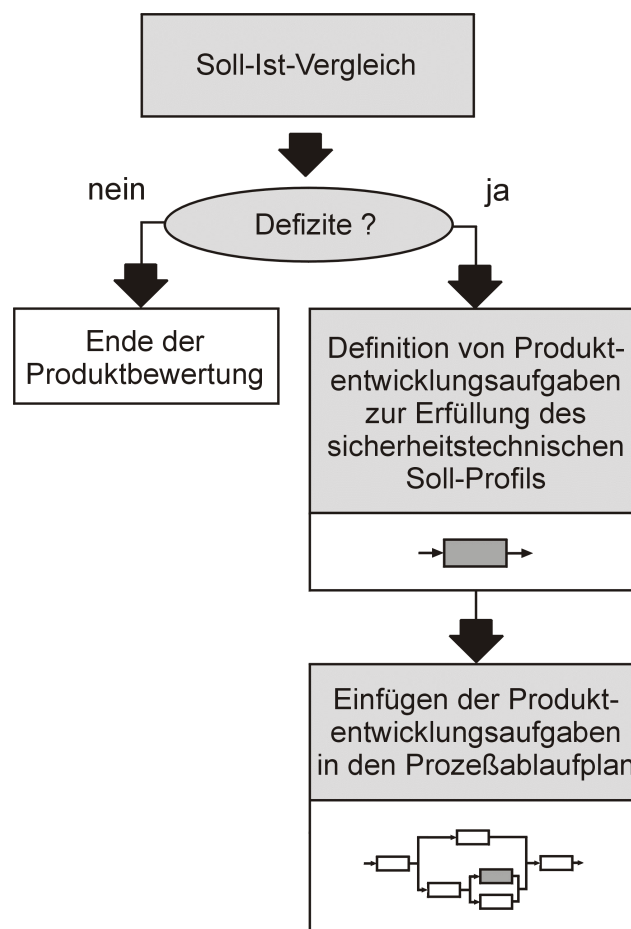 Soll-Ist-Vergleich
nein
ja
Defizite ?
Ende der
Produktbewertung
Definition von Produkt-
entwicklungsaufgaben
zur Erfüllung des
sicherheitstechnischen
Soll-Profils
Einfügen der Produkt-
entwicklungsaufgaben
in den Prozeßablaufplan